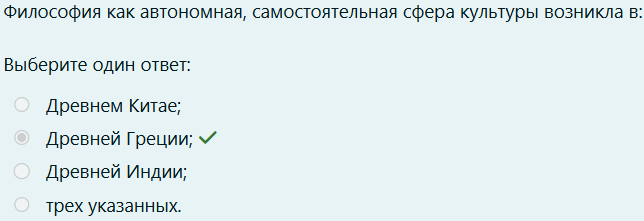 Философия как автономная, самостоятельная сфера культуры возникла в:
Выберите один ответ:
Древнем Китае;
Древней Греции;
Древней Индии;
трех указанных.